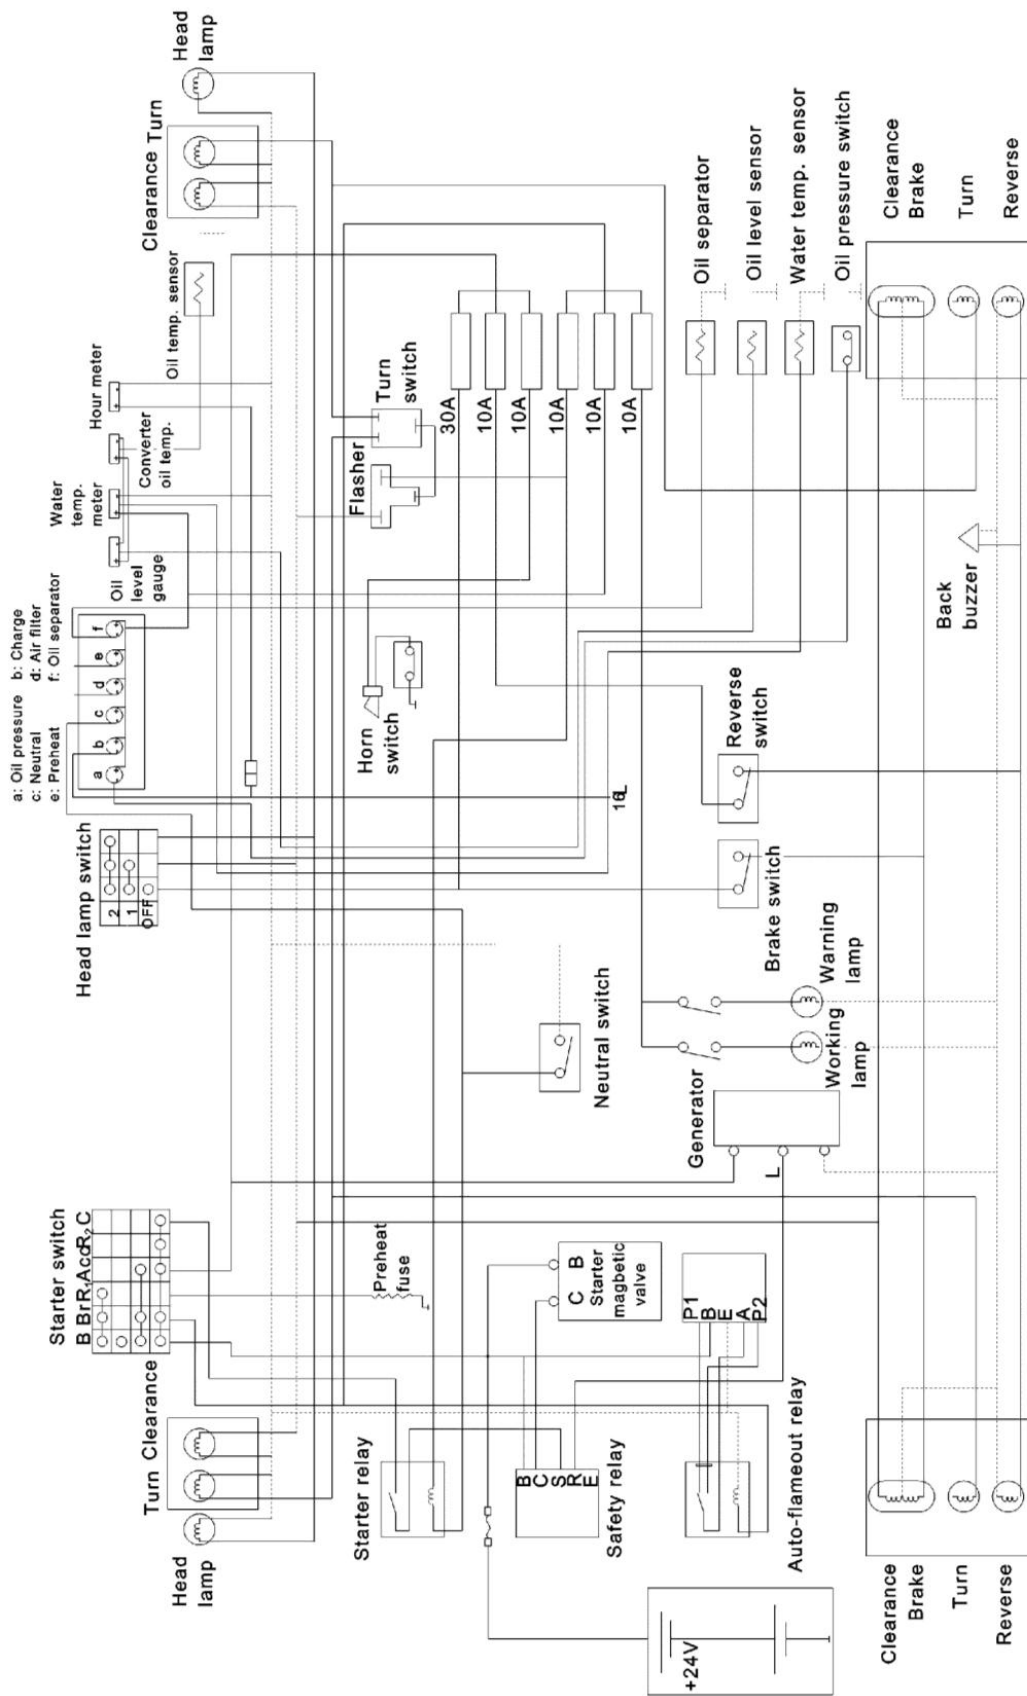 Starter switch
B Br R₁ Acc R₂ C
Turn Clearance
Head
lamp
Head lamp switch
2
1
OFF
a: Oil pressure b: Charge
c: Neutral d: Air filter
e: Preheat f: Oil separator
a
b
c
d
e
f
Oil
level
gauge
Water
temp.
meter
Converter
oil temp.
Hour meter
Oil temp. sensor
Clearance Turn
Head
lamp
Starter relay
Preheat
fuse
Horn
switch
Flasher
Turn
switch
30A
10A
10A
10A
10A
10A
B
C
S
R
E
Safety relay
C B
Starter
magbetic
valve
Neutral switch
16L
P1
B
E
A
P2
Auto-flameout relay
Generator
L
Working
lamp
Warning
lamp
Brake switch
Reverse
switch
Oil separator
Oil level sensor
Water temp. sensor
Oil pressure switch
+24V
Back
buzzer
Clearance
Brake
Turn
Reverse
Clearance
Brake
Turn
Reverse